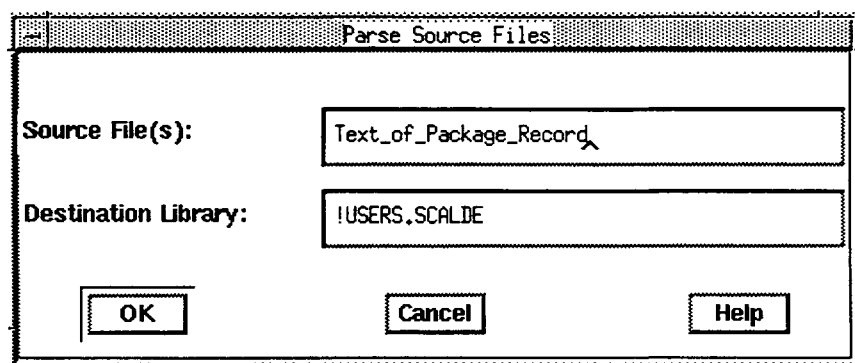 Parse Source Files
Source File(s): Text_of_Package_Record
Destination Library: !USERS.SCALDE
OK Cancel Help